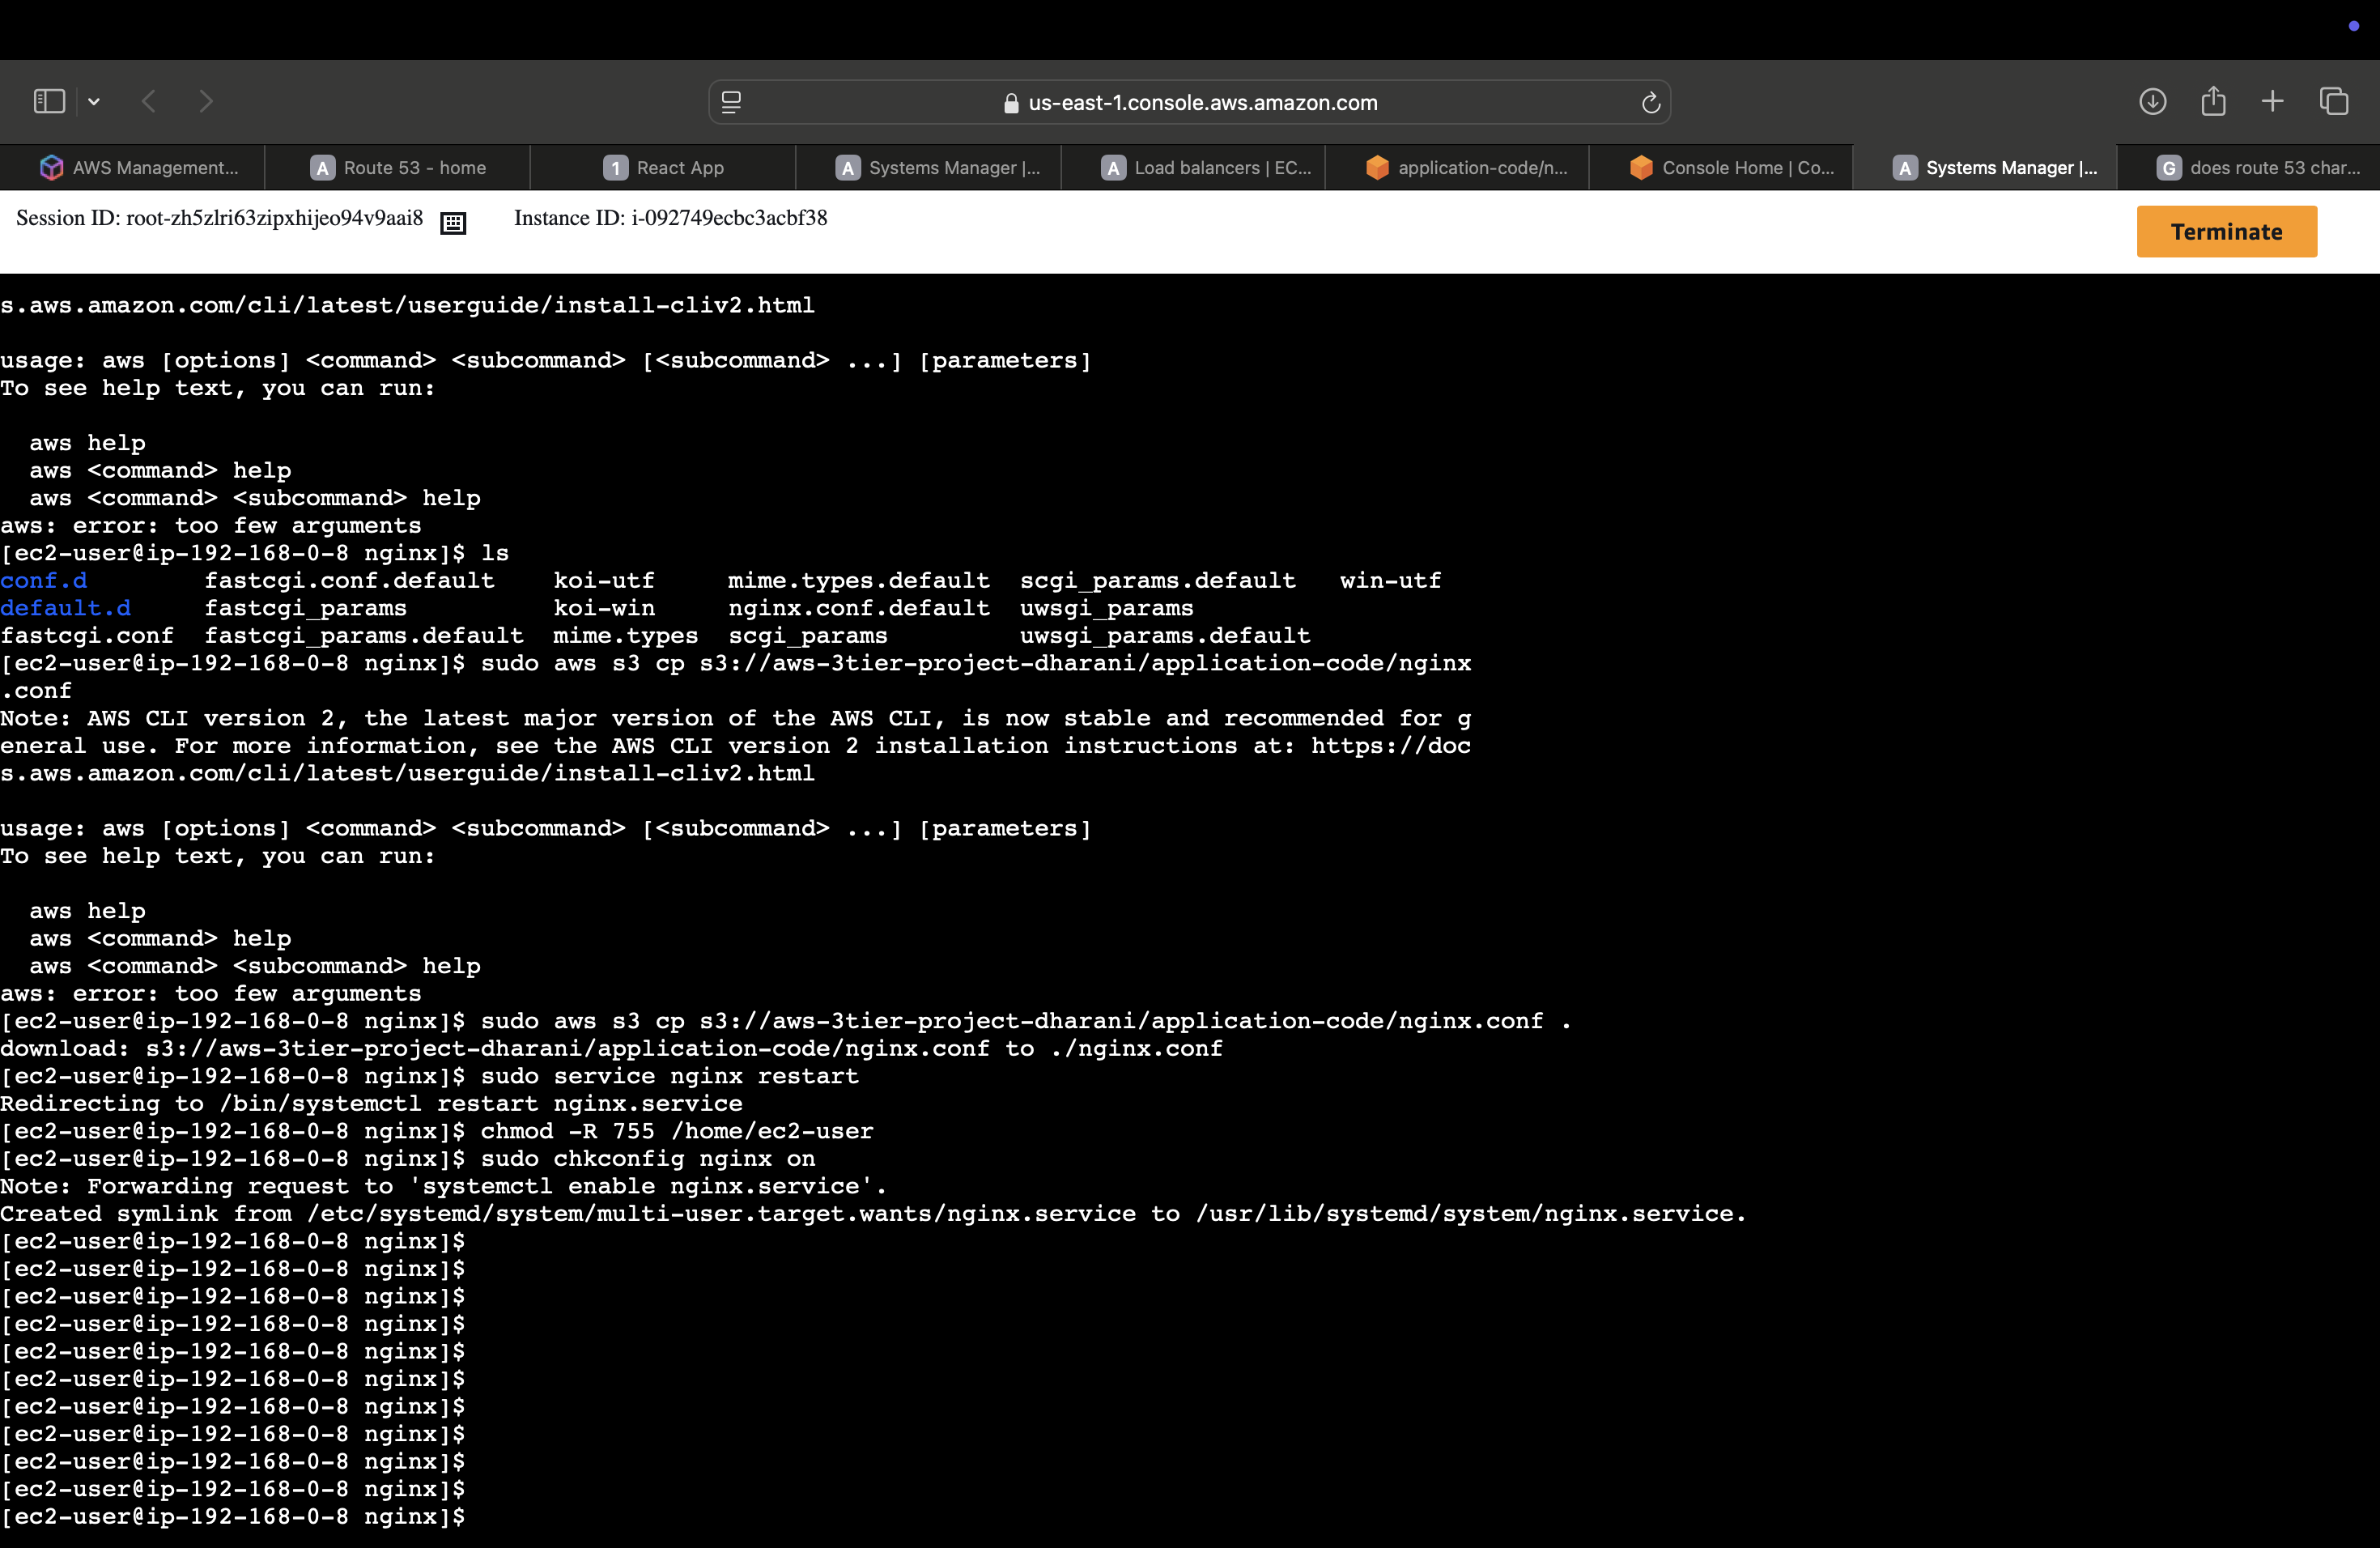 us-east-1.console.aws.amazon.com
AWS Management...
A Route 53 - home
1 React App
A Systems Manager |...
A Load balancers | EC...
application-code/n...
Console Home | Co...
A Systems Manager |...
G does route 53 char...
Session ID: root-zh5zlri63zipxhijeo94v9aai8 Instance ID: i-092749ecbc3acbf38
Terminate
s.aws.amazon.com/cli/latest/userguide/install-cliv2.html
usage: aws [options] <command> <subcommand> [<subcommand> ...] [parameters]
To see help text, you can run:
aws help
aws <command> help
aws <command> <subcommand> help
aws: error: too few arguments
[ec2-user@ip-192-168-0-8 nginx]$ ls
conf.d fastcgi.conf.default koi-utf mime.types.default scgi_params.default win-utf
default.d fastcgi_params koi-win nginx.conf.default uwsgi_params
fastcgi.conf fastcgi_params.default mime.types scgi_params uwsgi_params.default
[ec2-user@ip-192-168-0-8 nginx]$ sudo aws s3 cp s3://aws-3tier-project-dharani/application-code/nginx
.conf
Note: AWS CLI version 2, the latest major version of the AWS CLI, is now stable and recommended for g
eneral use. For more information, see the AWS CLI version 2 installation instructions at: https://doc
s.aws.amazon.com/cli/latest/userguide/install-cliv2.html
usage: aws [options] <command> <subcommand> [<subcommand> ...] [parameters]
To see help text, you can run:
aws help
aws <command> help
aws <command> <subcommand> help
aws: error: too few arguments
[ec2-user@ip-192-168-0-8 nginx]$ sudo aws s3 cp s3://aws-3tier-project-dharani/application-code/nginx.conf .
download: s3://aws-3tier-project-dharani/application-code/nginx.conf to ./nginx.conf
[ec2-user@ip-192-168-0-8 nginx]$ sudo service nginx restart
Redirecting to /bin/systemctl restart nginx.service
[ec2-user@ip-192-168-0-8 nginx]$ chmod -R 755 /home/ec2-user
[ec2-user@ip-192-168-0-8 nginx]$ sudo chkconfig nginx on
Note: Forwarding request to 'systemctl enable nginx.service'.
Created symlink from /etc/systemd/system/multi-user.target.wants/nginx.service to /usr/lib/systemd/system/nginx.service.
[ec2-user@ip-192-168-0-8 nginx]$
[ec2-user@ip-192-168-0-8 nginx]$
[ec2-user@ip-192-168-0-8 nginx]$
[ec2-user@ip-192-168-0-8 nginx]$
[ec2-user@ip-192-168-0-8 nginx]$
[ec2-user@ip-192-168-0-8 nginx]$
[ec2-user@ip-192-168-0-8 nginx]$
[ec2-user@ip-192-168-0-8 nginx]$
[ec2-user@ip-192-168-0-8 nginx]$
[ec2-user@ip-192-168-0-8 nginx]$
[ec2-user@ip-192-168-0-8 nginx]$